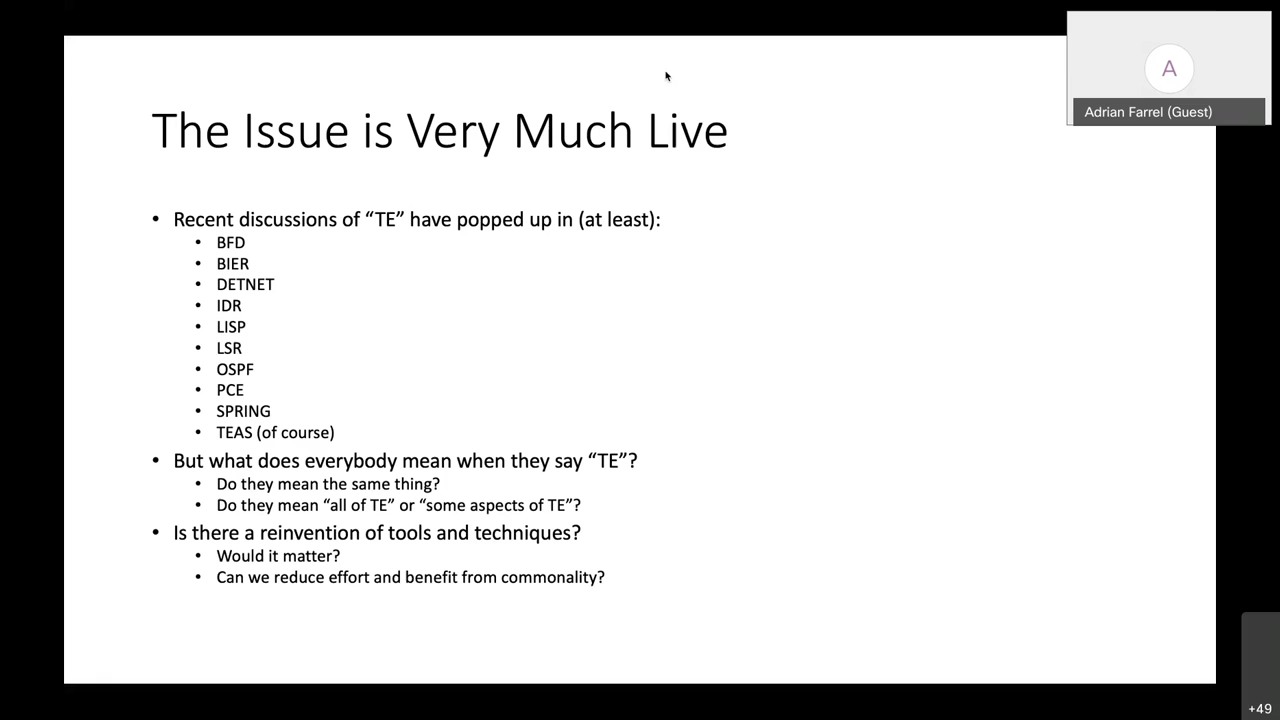 The Issue is Very Much Live
• Recent discussions of “TE” have popped up in (at least):
• BFD
• BIER
• DETNET
• IDR
• LISP
• LSR
• OSPF
• PCE
• SPRING
• TEAS (of course)
• But what does everybody mean when they say “TE”?
• Do they mean the same thing?
• Do they mean “all of TE” or “some aspects of TE”?
• Is there a reinvention of tools and techniques?
• Would it matter?
• Can we reduce effort and benefit from commonality?
A
Adrian Farrel (Guest)
+49